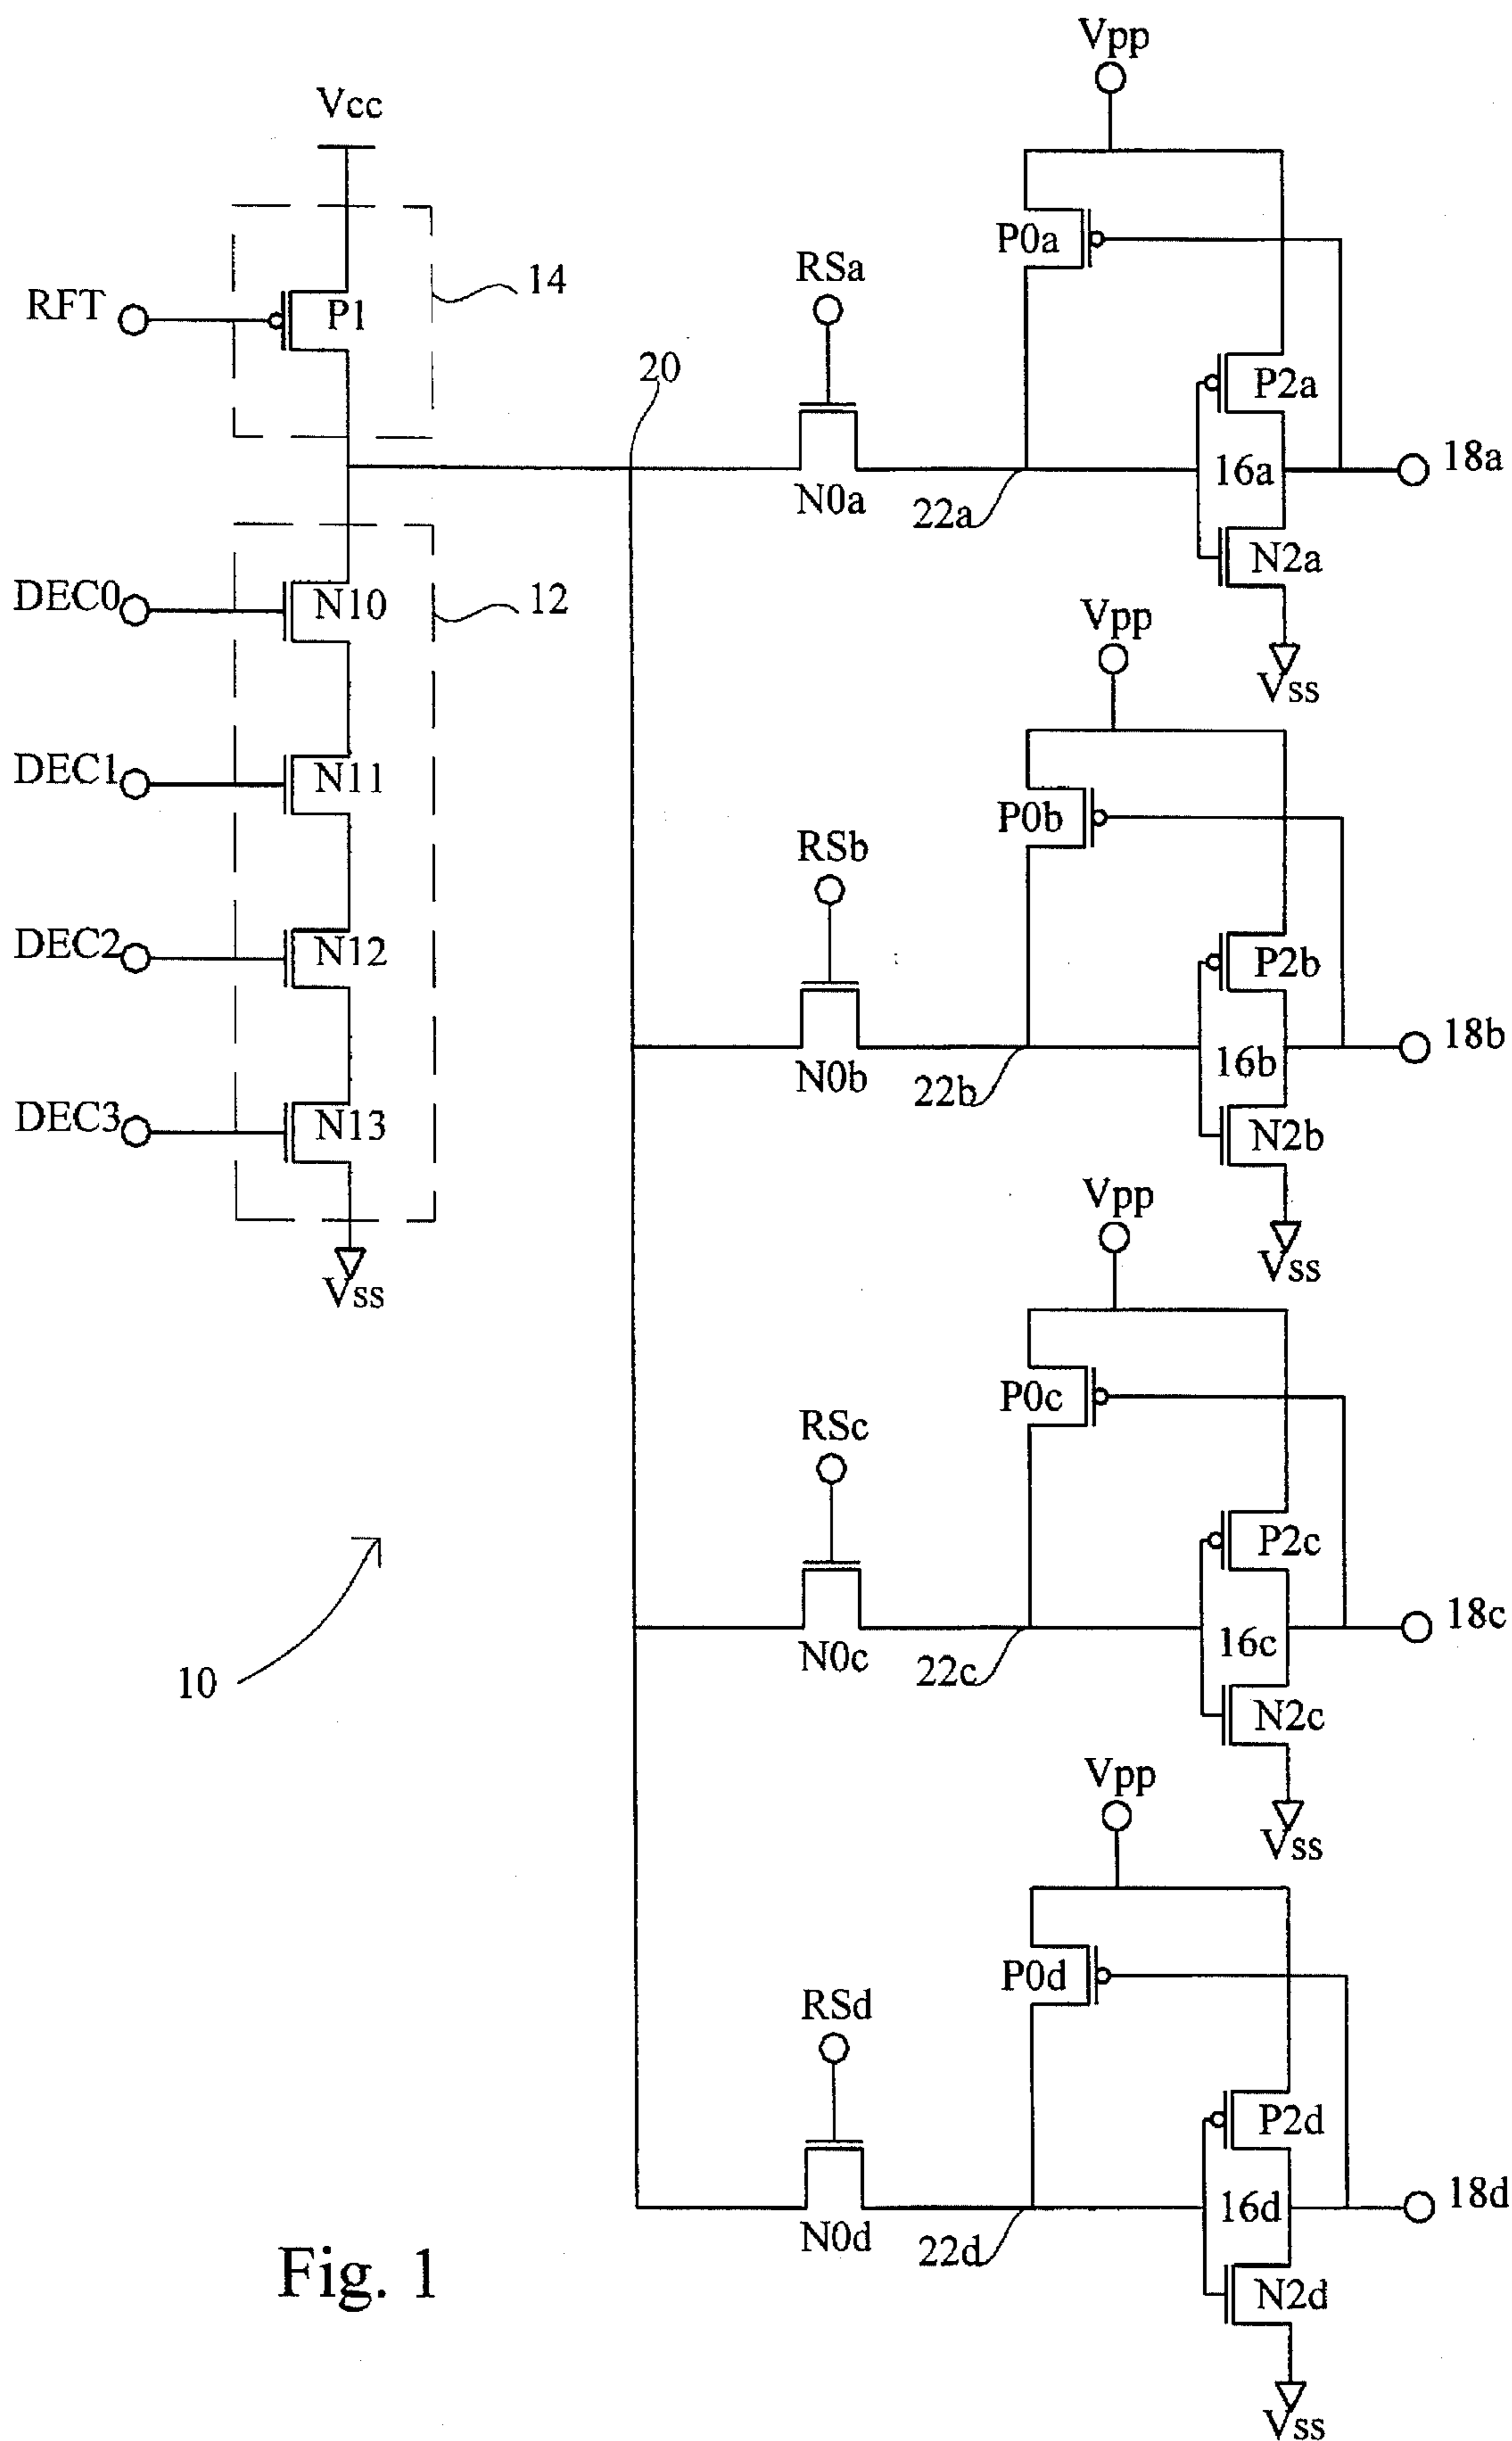 Vpp
Vcc
P0a
RSa
14
RFT
P1
20
P2a
18a
16a
N0a
22a
N2a
DEC0
N10
12
Vpp
Vss
DEC1
N11
P0b
RSb
DEC2
N12
P2b
18b
16b
N0b
22b
DEC3
N13
N2b
Vpp
Vss
Vss
P0c
RSc
P2c
18c
16c
N0c
22c
10
N2c
Vpp
Vss
P0d
RSd
P2d
18d
16d
N0d
22d
Fig. 1
N2d
Vss